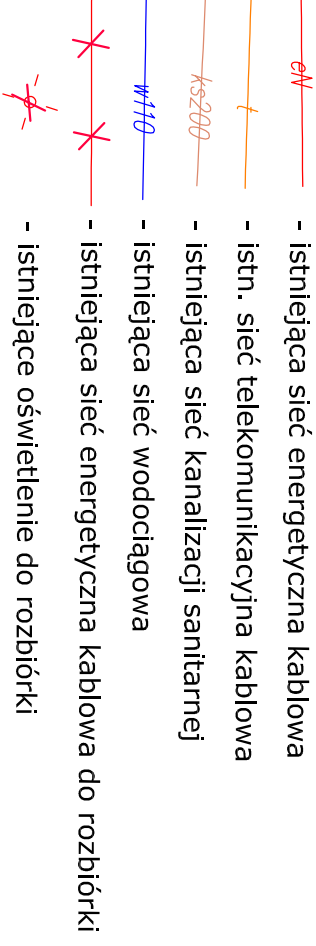 eN - istniejąca sieć energetyczna kablowa
t - istn. sieć telekomunikacyjna kablowa
ks200 - istniejąca sieć kanalizacji sanitarnej
w110 - istniejąca sieć wodociągowa
- istniejąca sieć energetyczna kablowa do rozbiórki
- istniejące oświetlenie do rozbiórki